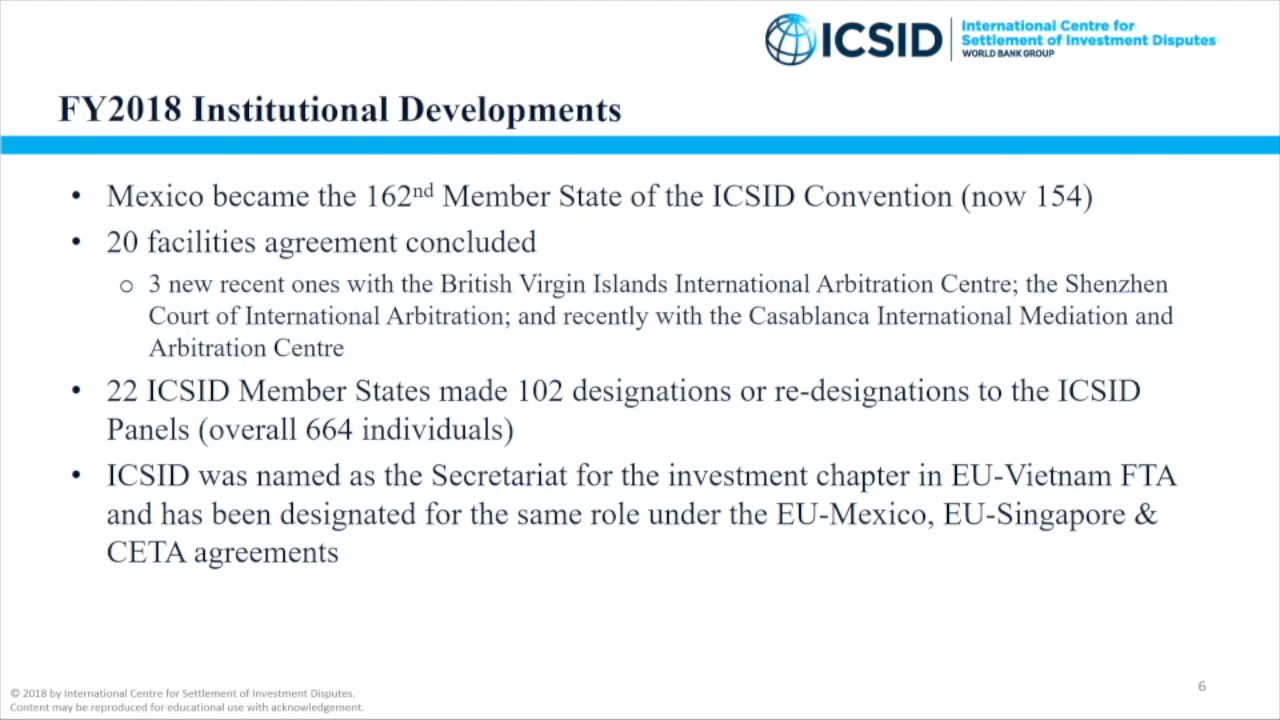 ICSID
International Centre for
Settlement of Investment Disputes
WORLD BANK GROUP
FY2018 Institutional Developments
• Mexico became the 162nd Member State of the ICSID Convention (now 154)
• 20 facilities agreement concluded
o 3 new recent ones with the British Virgin Islands International Arbitration Centre; the Shenzhen
Court of International Arbitration; and recently with the Casablanca International Mediation and
Arbitration Centre
• 22 ICSID Member States made 102 designations or re-designations to the ICSID
Panels (overall 664 individuals)
• ICSID was named as the Secretariat for the investment chapter in EU-Vietnam FTA
and has been designated for the same role under the EU-Mexico, EU-Singapore &
CETA agreements
© 2018 by International Centre for Settlement of Investment Disputes.
Content may be reproduced for educational use with acknowledgement.
6